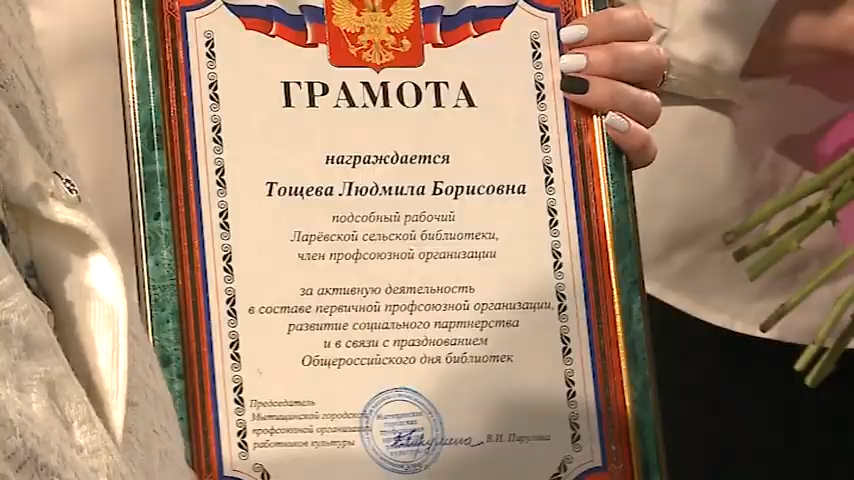 ГРАМОТА
награждается
Тощева Людмила Борисовна
подсобный рабочий
Ларёвской сельской библиотеки,
член профсоюзной организации
за активную деятельность
в составе первичной профсоюзной организации,
развитие социального партнерства
и в связи с празднованием
Общероссийского дня библиотек
Председатель
Мытищинской городской
профсоюзной организации
работников культуры
В.И.